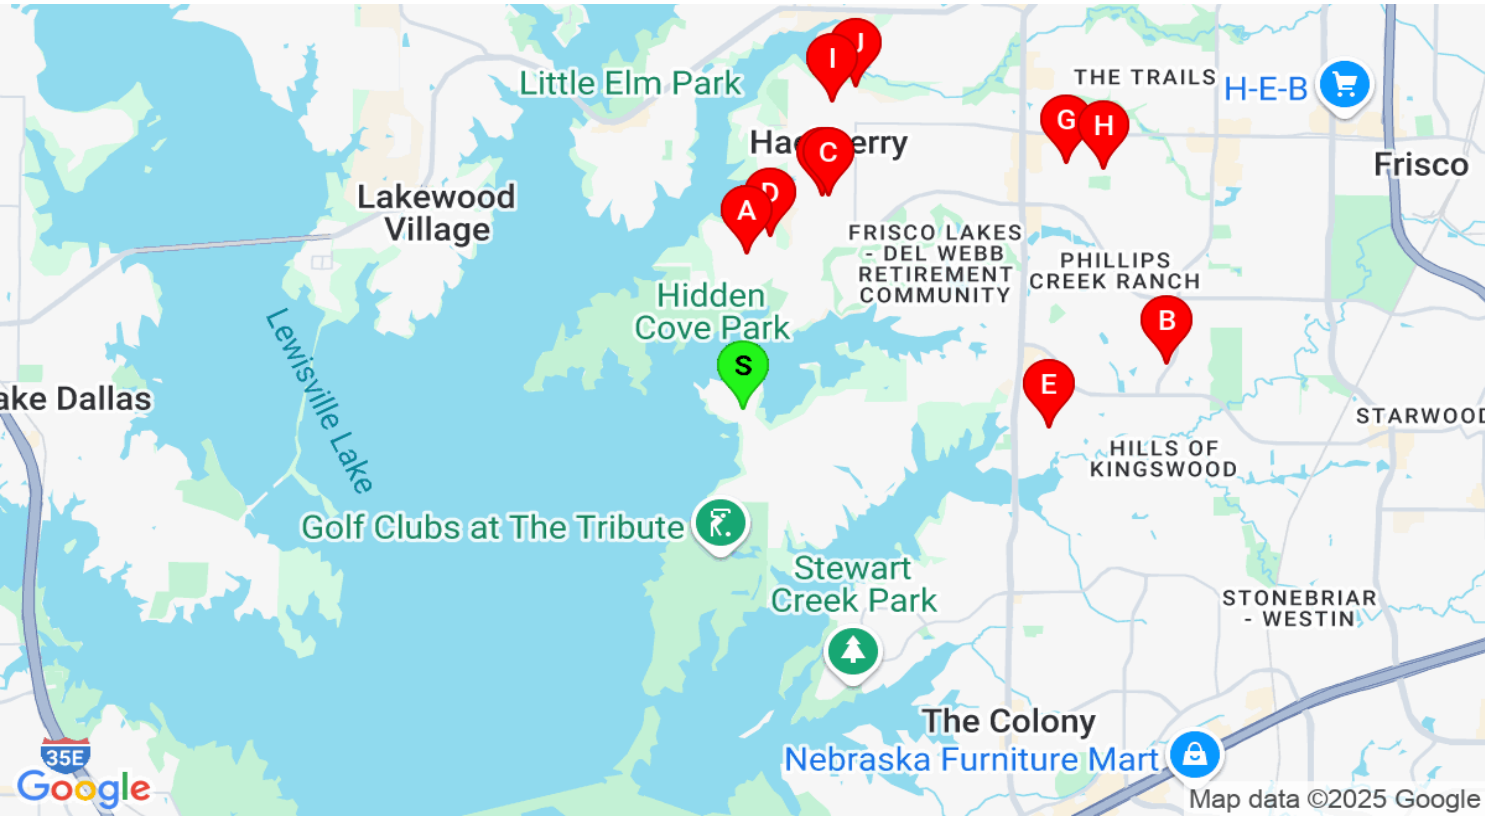 J
I
Little Elm Park
THE TRAILS
H-E-B
G
H
C
Frisco
D
A
Lakewood
Village
FRISCO LAKES
- DEL WEBB
RETIREMENT
COMMUNITY
PHILLIPS
CREEK RANCH
Hidden
Cove Park
B
Lewisville Lake
S
E
ake Dallas
STARWOOD
HILLS OF
KINGSWOOD
Golf Clubs at The Tribute
Stewart
Creek Park
STONEBRIAR
- WESTIN
The Colony
35E
Nebraska Furniture Mart
Google
Map data ©2025 Google